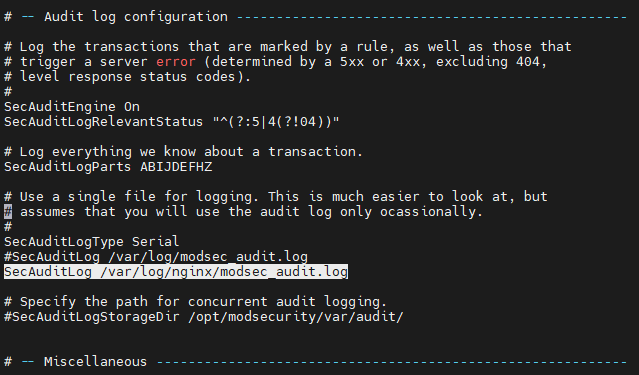 # -- Audit log configuration -------------------------------------------------

# Log the transactions that are marked by a rule, as well as those that
# trigger a server error (determined by a 5xx or 4xx, excluding 404,
# level response status codes).
#
SecAuditEngine On
SecAuditLogRelevantStatus "^(?:5|4(?!04))"

# Log everything we know about a transaction.
SecAuditLogParts ABIJDEFHZ

# Use a single file for logging. This is much easier to look at, but
# assumes that you will use the audit log only ocassionally.
#
SecAuditLogType Serial
#SecAuditLog /var/log/modsec_audit.log
SecAuditLog /var/log/nginx/modsec_audit.log

# Specify the path for concurrent audit logging.
#SecAuditLogStorageDir /opt/modsecurity/var/audit/

# -- Miscellaneous -----------------------------------------------------------